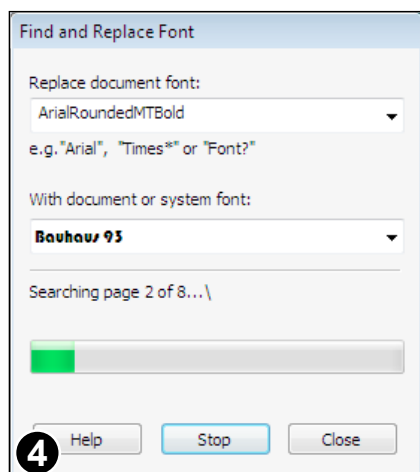 Find and Replace Font
Replace document font:
ArialRoundedMTBold
e.g."Arial", "Times*" or "Font?"
With document or system font:
Bauhaus 93
Searching page 2 of 8...\
4 Help Stop Close